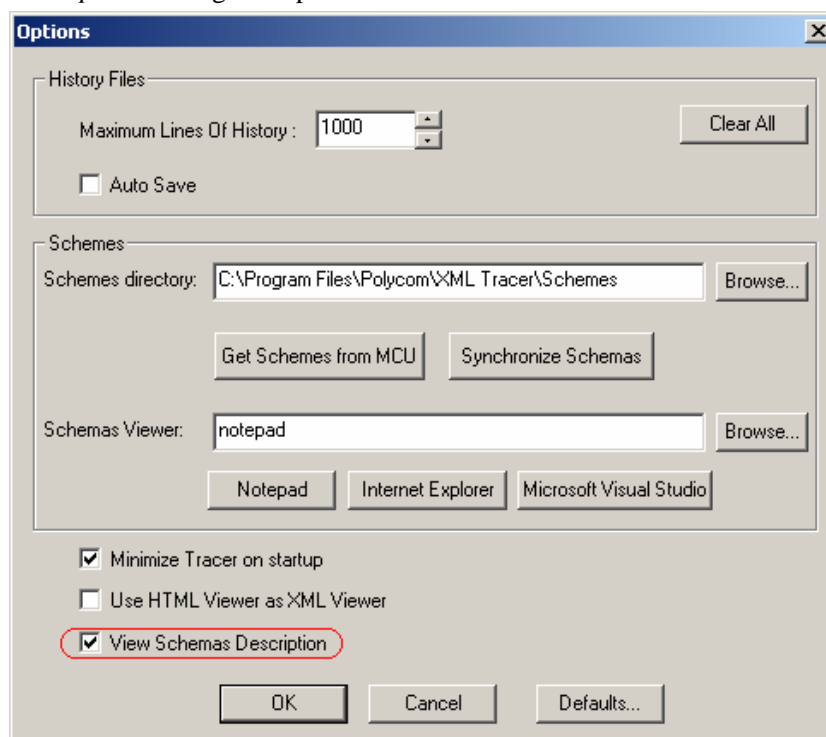 Options
History Files
Maximum Lines Of History : 1000 Clear All
Auto Save
Schemes
Schemes directory: C:\Program Files\Polycom\XML Tracer\Schemes Browse...
Get Schemes from MCU Synchronize Schemas
Schemas Viewer: notepad Browse...
Notepad Internet Explorer Microsoft Visual Studio
Minimize Tracer on startup
Use HTML Viewer as XML Viewer
View Schemas Description
OK Cancel Defaults...